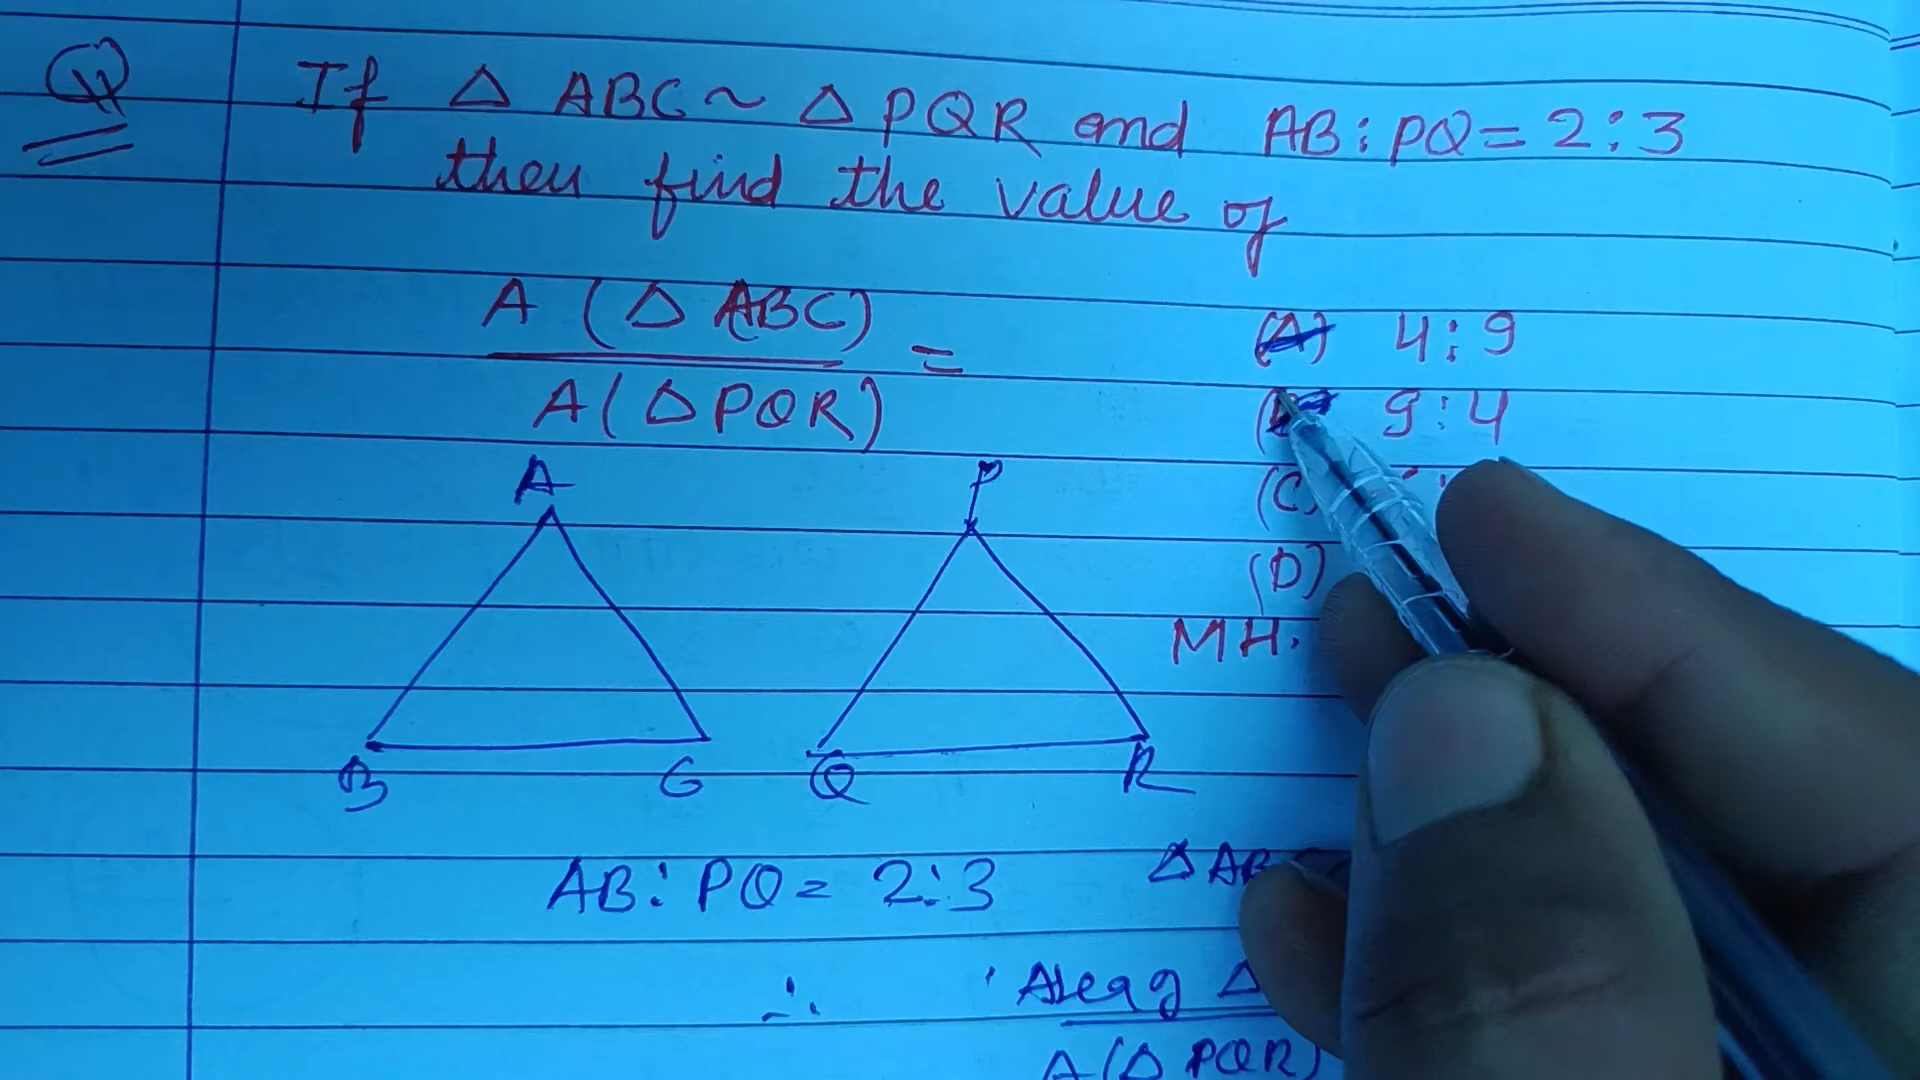 Q
If △ ABC ~ △ PQR and AB : PQ = 2 : 3
then find the value of
A (△ ABC)
A (△ PQR)
=
(A) 4 : 9
9 : 4
(C)
(D)
MH.
A
P
B
C
Q
R
AB : PQ = 2 : 3
△ AB
∴ Area of △
A (△ PQR)